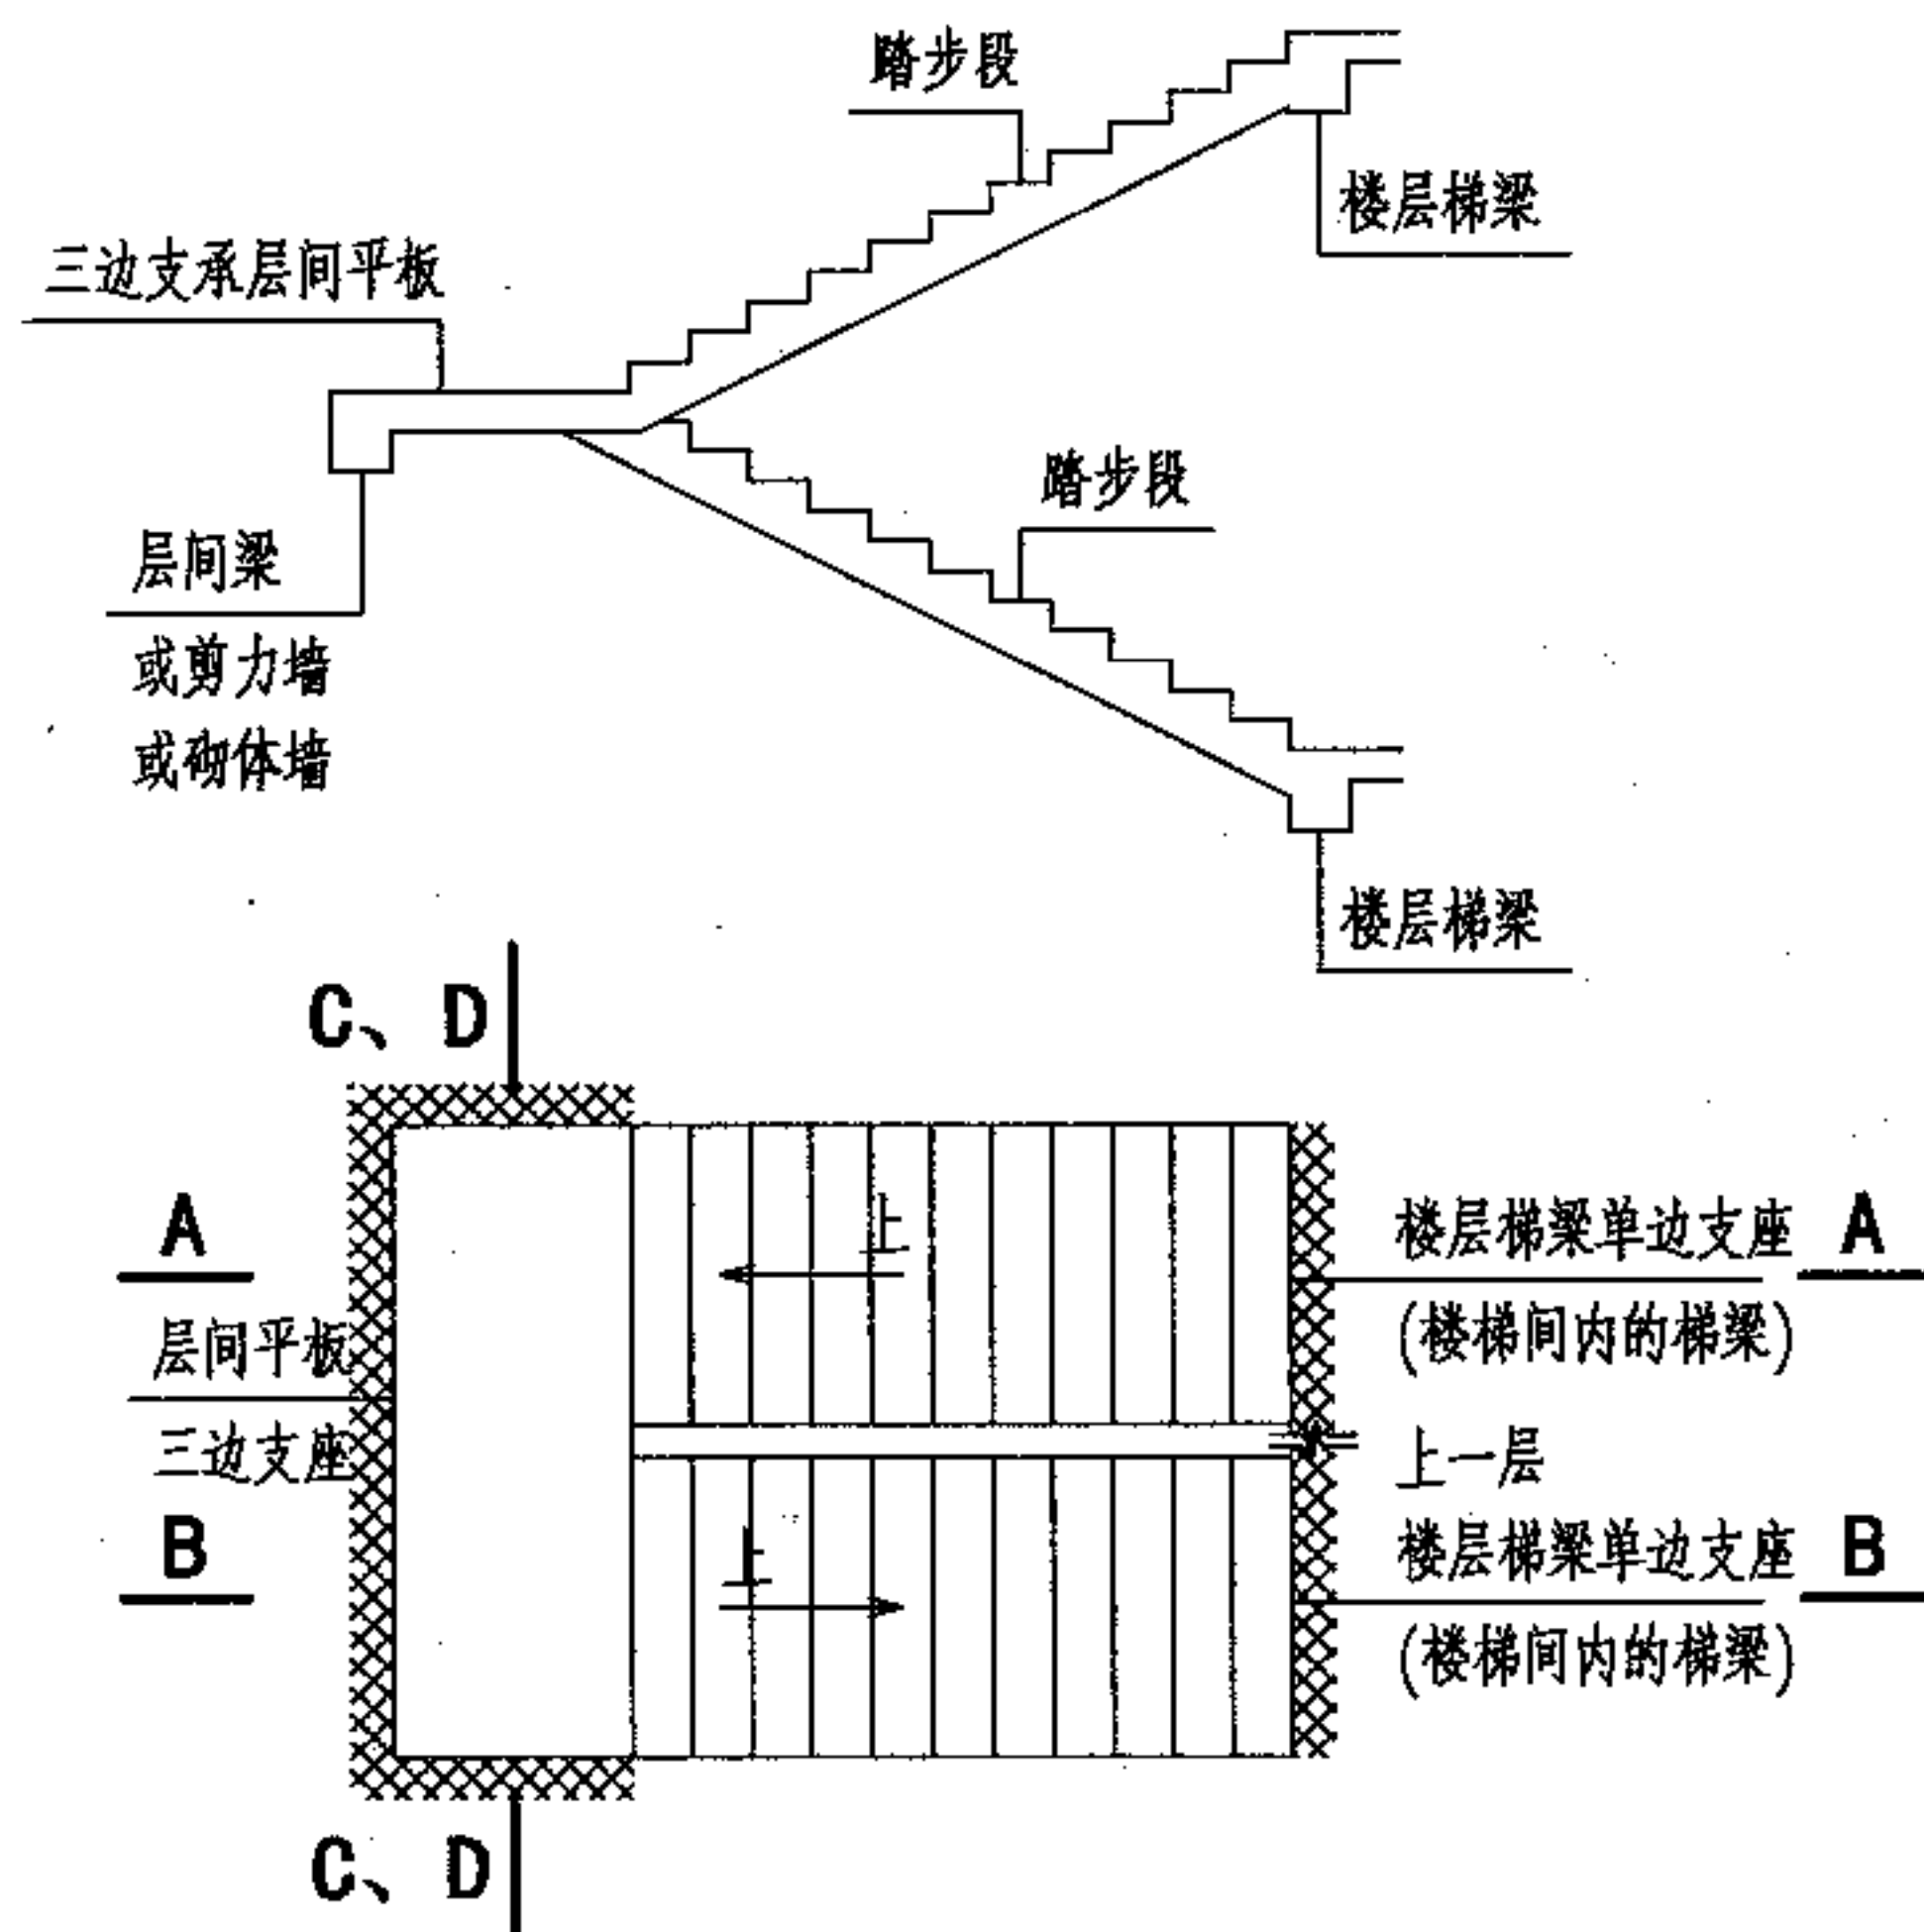 踏步段
楼层梯梁
三边支承层间平板
踏步段
层间梁
或剪力墙
或砌体墙
楼层梯梁
C、D
A
上
楼层梯梁单边支座
A
(楼梯间内的梯梁)
层间平板
三边支座
上一层
B
上
楼层梯梁单边支座
B
(楼梯间内的梯梁)
C、D